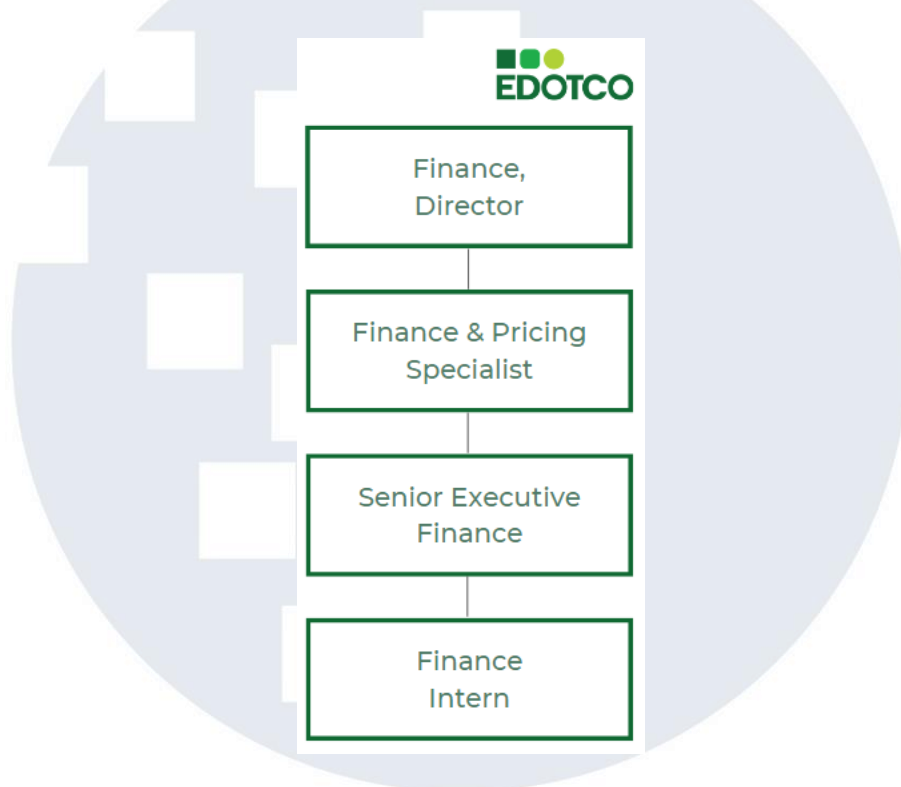 EDOTCO
Finance,
Director
Finance & Pricing
Specialist
Senior Executive
Finance
Finance
Intern